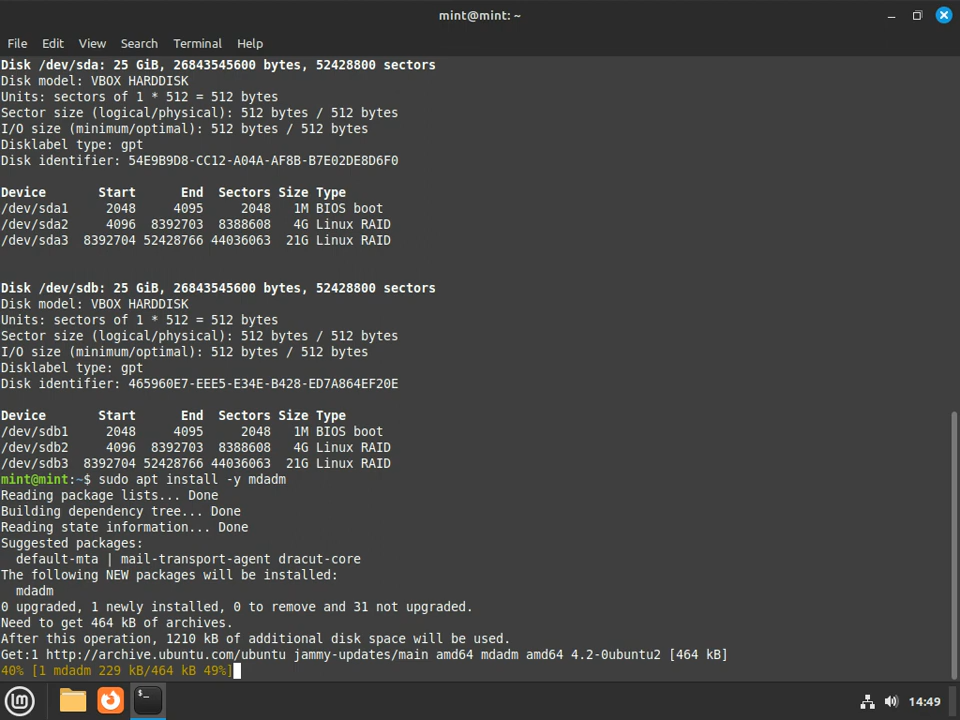 mint@mint: ~
File Edit View Search Terminal Help
Disk /dev/sda: 25 GiB, 26843545600 bytes, 52428800 sectors
Disk model: VBOX HARDDISK
Units: sectors of 1 * 512 = 512 bytes
Sector size (logical/physical): 512 bytes / 512 bytes
I/O size (minimum/optimal): 512 bytes / 512 bytes
Disklabel type: gpt
Disk identifier: 54E9B9D8-CC12-A04A-AF8B-B7E02DE8D6F0
Device Start End Sectors Size Type
/dev/sda1 2048 4095 2048 1M BIOS boot
/dev/sda2 4096 8392703 8388608 4G Linux RAID
/dev/sda3 8392704 52428766 44036063 21G Linux RAID
Disk /dev/sdb: 25 GiB, 26843545600 bytes, 52428800 sectors
Disk model: VBOX HARDDISK
Units: sectors of 1 * 512 = 512 bytes
Sector size (logical/physical): 512 bytes / 512 bytes
I/O size (minimum/optimal): 512 bytes / 512 bytes
Disklabel type: gpt
Disk identifier: 465960E7-EEE5-E34E-B428-ED7A864EF20E
Device Start End Sectors Size Type
/dev/sdb1 2048 4095 2048 1M BIOS boot
/dev/sdb2 4096 8392703 8388608 4G Linux RAID
/dev/sdb3 8392704 52428766 44036063 21G Linux RAID
mint@mint:~$ sudo apt install -y mdadm
Reading package lists... Done
Building dependency tree... Done
Reading state information... Done
Suggested packages:
default-mta | mail-transport-agent dracut-core
The following NEW packages will be installed:
mdadm
0 upgraded, 1 newly installed, 0 to remove and 31 not upgraded.
Need to get 464 kB of archives.
After this operation, 1210 kB of additional disk space will be used.
Get:1 http://archive.ubuntu.com/ubuntu jammy-updates/main amd64 mdadm amd64 4.2-0ubuntu2 [464 kB]
40% [1 mdadm 229 kB/464 kB 49%]
14:49